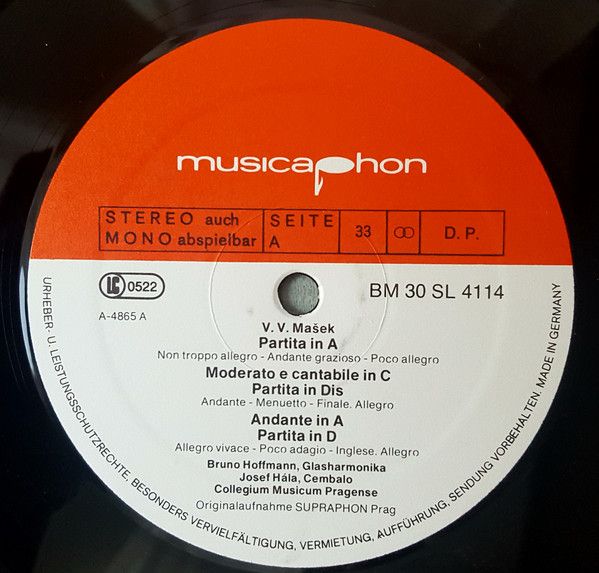 musicaphon
STEREO auch
MONO abspielbar
SEITE
A
33
D. P.
LC 0522
BM 30 SL 4114
A-4865 A
V. V. Mašek
Partita in A
Non troppo allegro - Andante grazioso - Poco allegro
Moderato e cantabile in C
Partita in Dis
Andante - Menuetto - Finale. Allegro
Andante in A
Partita in D
Allegro vivace - Poco adagio - Inglese. Allegro
Bruno Hoffmann, Glasharmonika
Josef Hála, Cembalo
Collegium Musicum Pragense
Originalaufnahme SUPRAPHON Prag
URHEBER- U. LEISTUNGSSCHUTZRECHTE, BESONDERS VERVIELFÄLTIGUNG, VERMIETUNG, AUFFÜHRUNG, SENDUNG VORBEHALTEN. MADE IN GERMANY